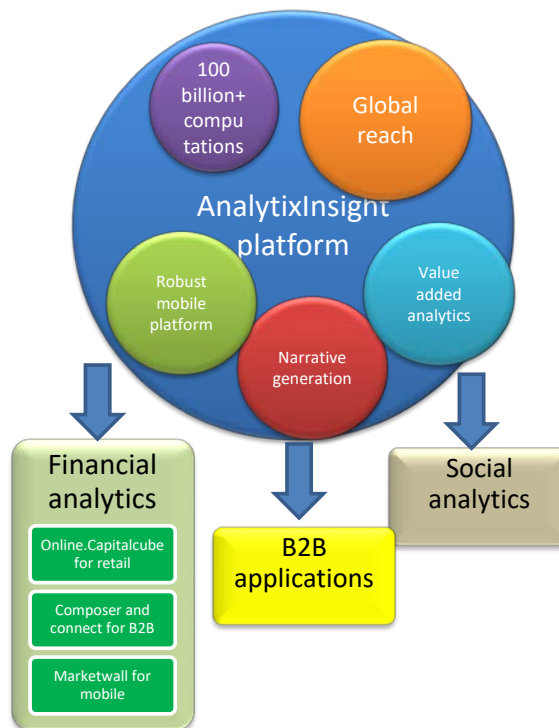 100
billion+
compu
tations
Global
reach
AnalytixInsight
platform
Robust
mobile
platform
Value
added
analytics
Narrative
generation
Financial
analytics
Online.Capitalcube
for retail
Composer and
connect for B2B
Marketwall for
mobile
B2B
applications
Social
analytics